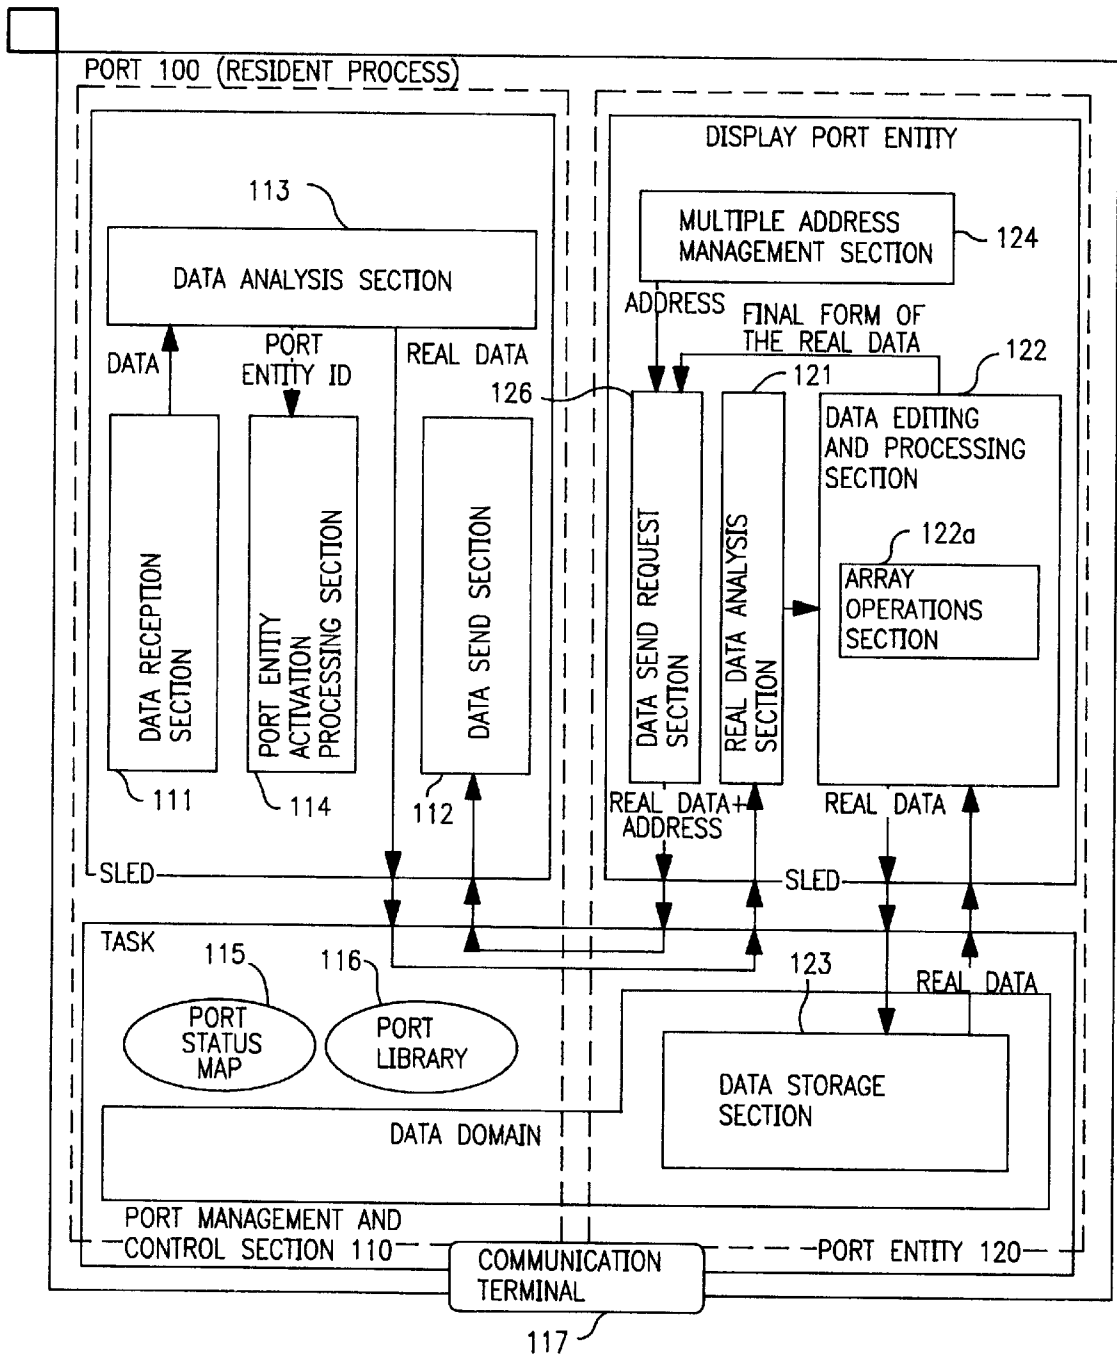 PORT 100 (RESIDENT PROCESS)
113
DATA ANALYSIS SECTION
DATA
PORT
ENTITY ID
REAL DATA
DATA RECEPTION
SECTION
PORT ENTITY
ACTIVATION
PROCESSING SECTION
DATA SEND SECTION
111
114
112
SLED
DISPLAY PORT ENTITY
MULTIPLE ADDRESS
MANAGEMENT SECTION
124
ADDRESS
FINAL FORM OF
THE REAL DATA
126
121
122
DATA SEND REQUEST
SECTION
REAL DATA ANALYSIS
SECTION
DATA EDITING
AND PROCESSING
SECTION
122a
ARRAY
OPERATIONS
SECTION
REAL DATA+
ADDRESS
REAL DATA
SLED
TASK
115
PORT
STATUS
MAP
116
PORT
LIBRARY
123
REAL DATA
DATA STORAGE
SECTION
DATA DOMAIN
PORT MANAGEMENT AND
CONTROL SECTION 110
PORT ENTITY 120
COMMUNICATION
TERMINAL
117